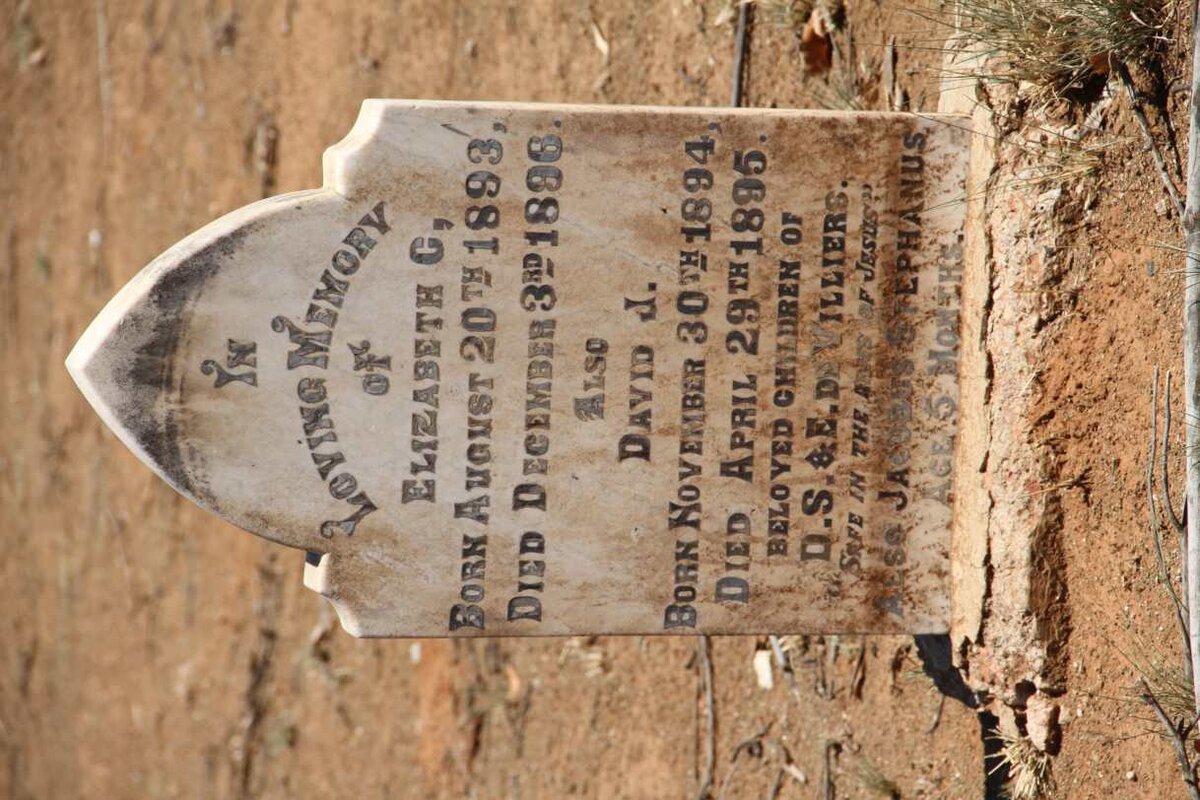 IN
LOVING MEMORY
OF
ELIZABETH C,
BORN AUGUST 20TH 1893,
DIED DECEMBER 3RD 1896.
ALSO
DAVID J.
BORN NOVEMBER 30TH 1894,
DIED APRIL 29TH 1895.
BELOVED CHILDREN OF
D.S. & E. DE VILLIERS.
"SAFE IN THE ARMS OF JESUS"
ALSO JACOBUS STEPHANUS
AGE 5 MONTHS.